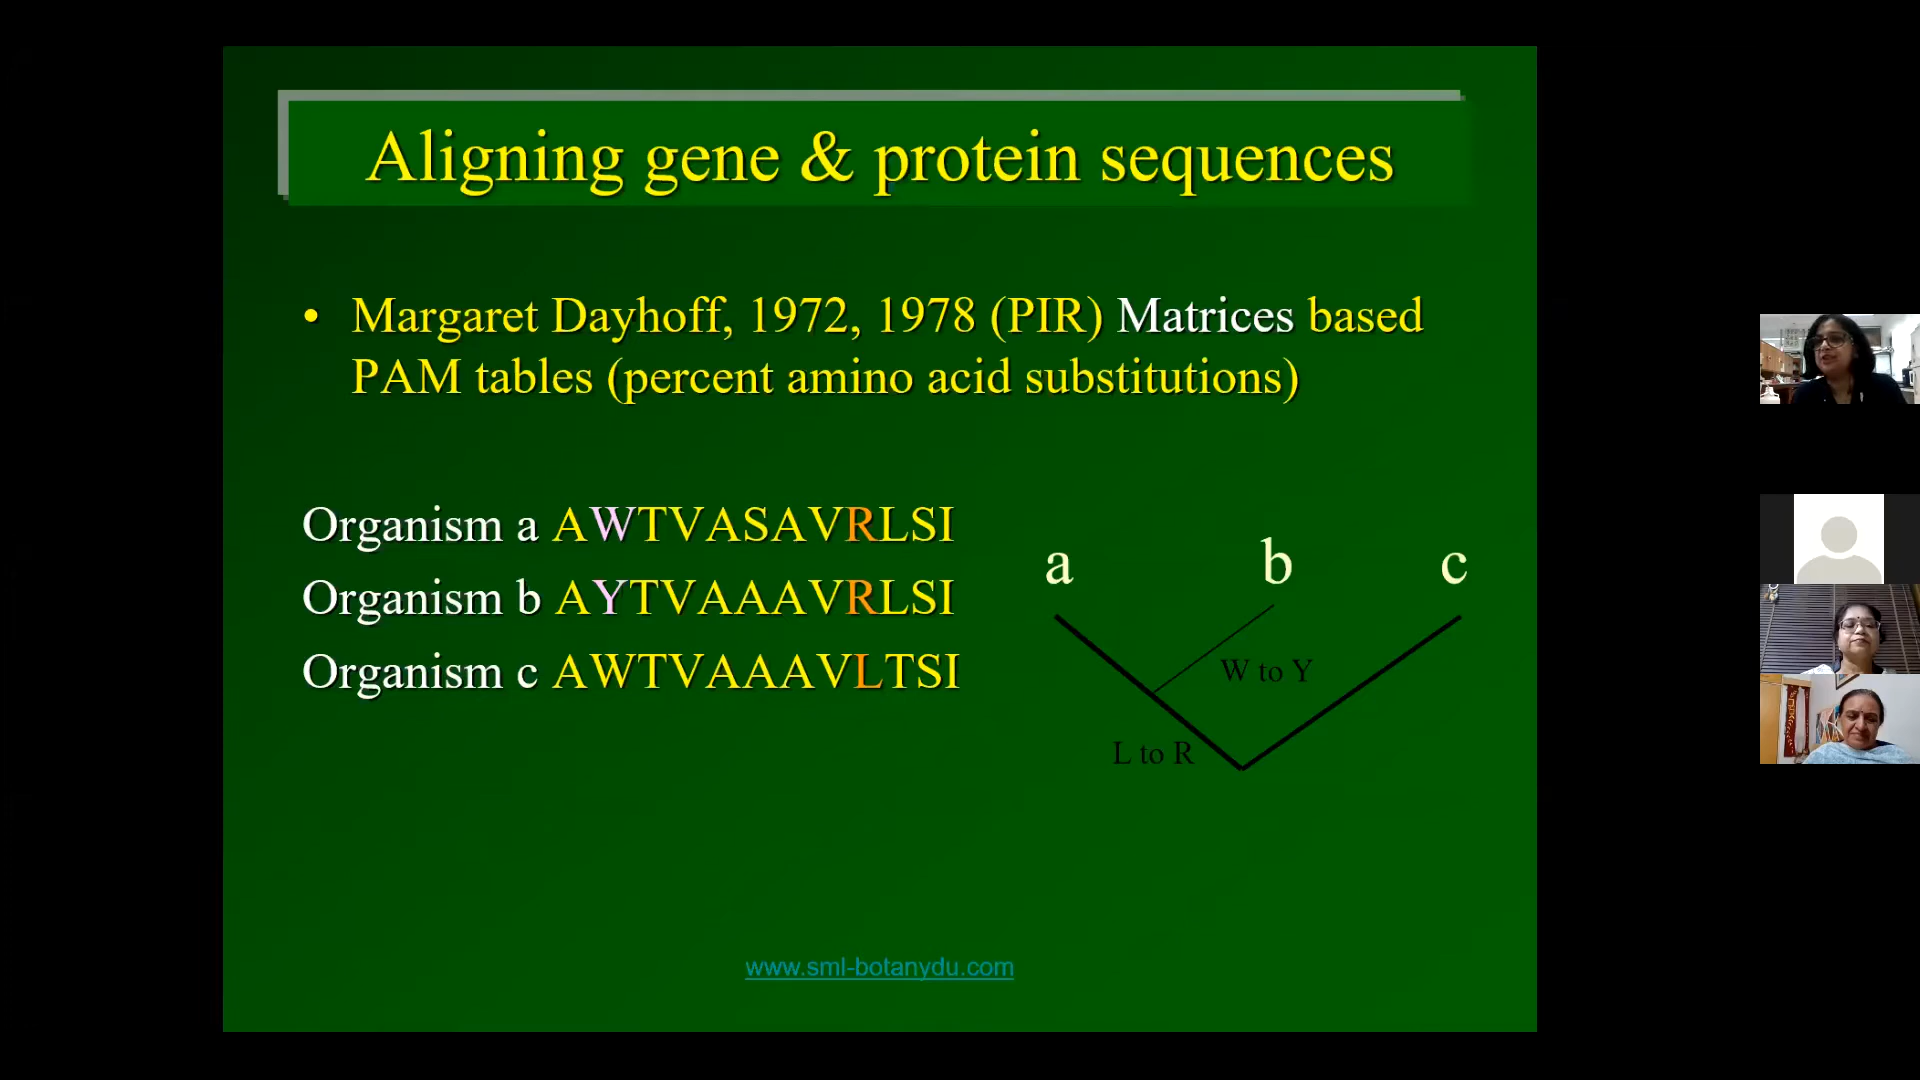 Aligning gene & protein sequences
• Margaret Dayhoff, 1972, 1978 (PIR) Matrices based
PAM tables (percent amino acid substitutions)
Organism a AWTVASAVRLSI
Organism b AYTVAAAVRLSI
Organism c AWTVAAAVLTSI
a b c
W to Y
L to R
www.sml-botanydu.com